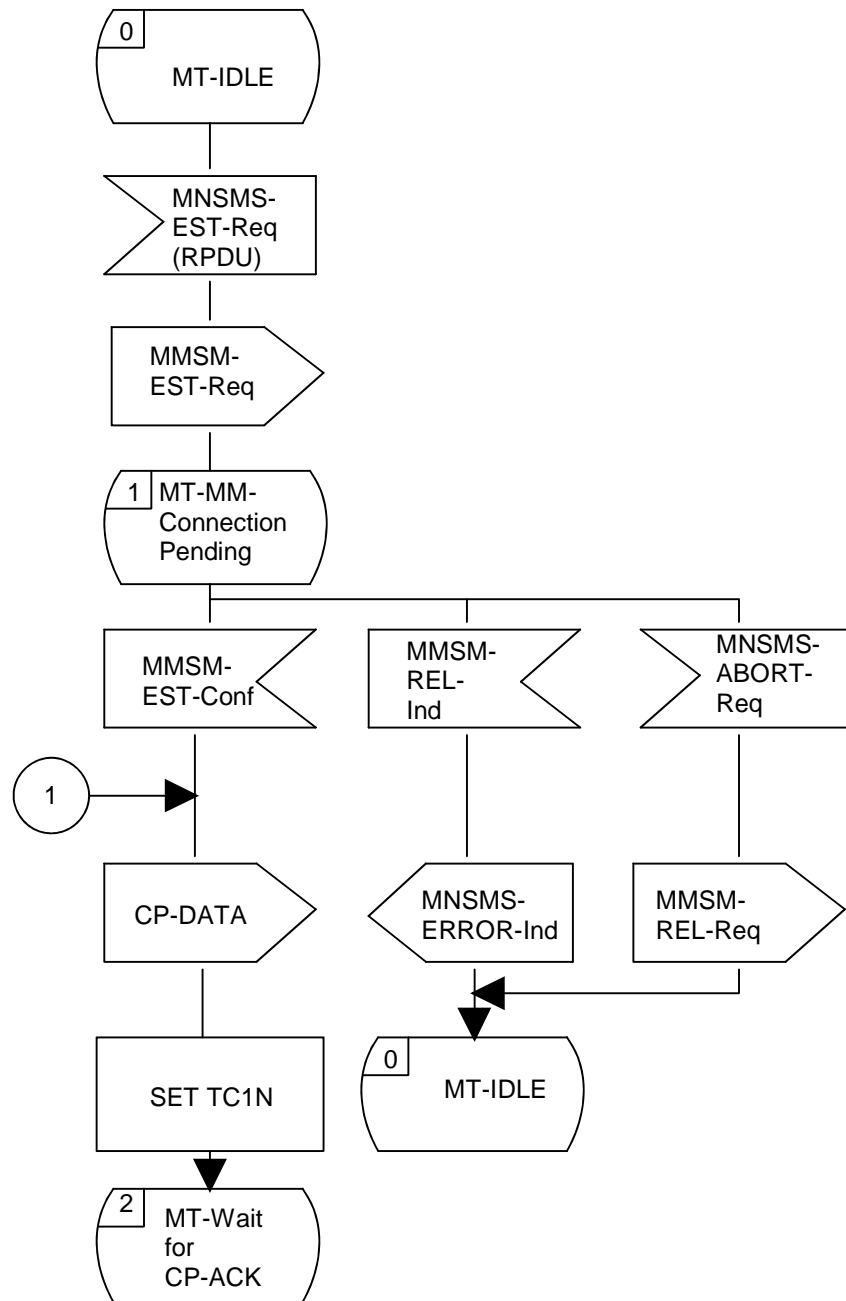 0
MT-IDLE
MNSMS-
EST-Req
(RPDU)
MMSM-
EST-Req
1 MT-MM-
Connection
Pending
MMSM-
EST-Conf
MMSM-
REL-
Ind
MNSMS-
ABORT-
Req
1
CP-DATA
MNSMS-
ERROR-Ind
MMSM-
REL-Req
SET TC1N
0
MT-IDLE
2
MT-Wait
for
CP-ACK